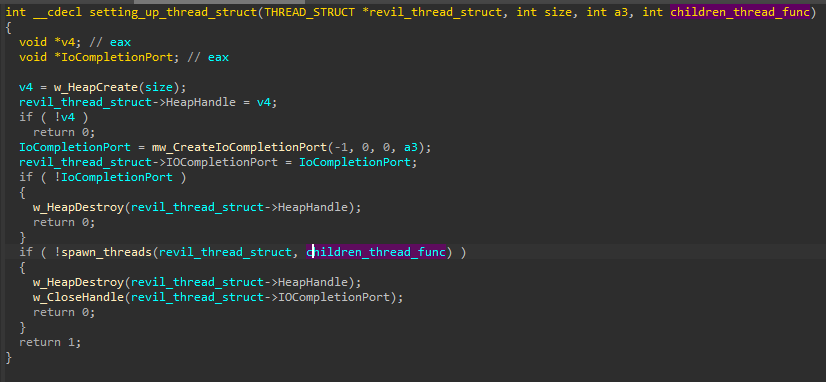 int __cdecl setting_up_thread_struct(THREAD_STRUCT *revil_thread_struct, int size, int a3, int children_thread_func)
{
  void *v4; // eax
  void *IoCompletionPort; // eax

  v4 = w_HeapCreate(size);
  revil_thread_struct->HeapHandle = v4;
  if ( !v4 )
    return 0;
  IoCompletionPort = mw_CreateIoCompletionPort(-1, 0, 0, a3);
  revil_thread_struct->IOCompletionPort = IoCompletionPort;
  if ( !IoCompletionPort )
  {
    w_HeapDestroy(revil_thread_struct->HeapHandle);
    return 0;
  }
  if ( !spawn_threads(revil_thread_struct, children_thread_func) )
  {
    w_HeapDestroy(revil_thread_struct->HeapHandle);
    w_CloseHandle(revil_thread_struct->IOCompletionPort);
    return 0;
  }
  return 1;
}